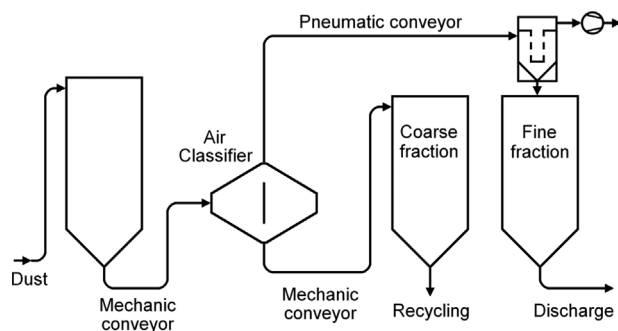 Pneumatic conveyor
Air
Classifier
Coarse
fraction
Fine
fraction
Dust
Mechanic
conveyor
Mechanic
conveyor
Recycling
Discharge